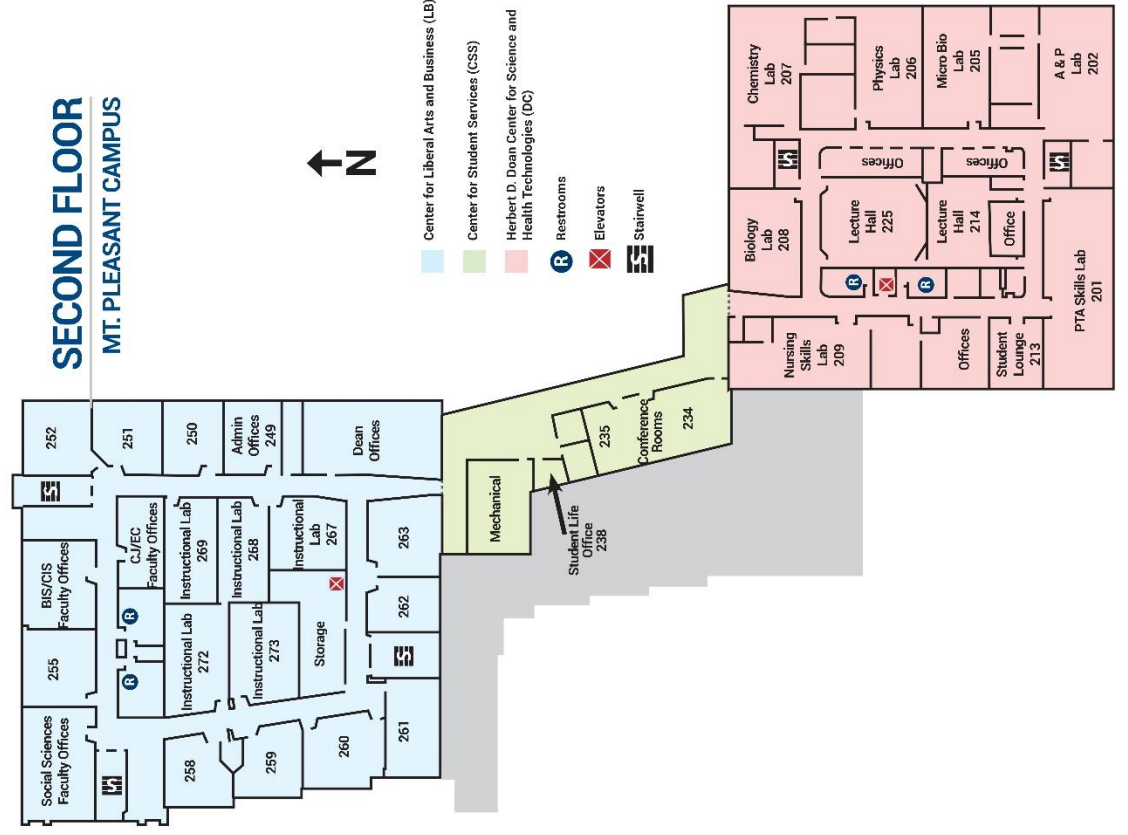 SECOND FLOOR
MT. PLEASANT CAMPUS
N
Center for Liberal Arts and Business (LB)
Center for Student Services (CSS)
Herbert D. Doan Center for Science and
Health Technologies (DC)
R
Restrooms
Elevators
S
Stairwell
252
251
250
Admin
Offices
249
Dean
Offices
S
BIS/CIS
Faculty Offices
255
Social Sciences
Faculty Offices
S
CJ/EC
Faculty Offices
R
R
Instructional Lab
269
Instructional Lab
268
Instructional
Lab 267
Instructional Lab
272
Instructional Lab
273
Storage
263
262
S
261
260
259
258
Mechanical
Student Life
Office
238
235
Conference
Rooms
234
Chemistry
Lab
207
Physics
Lab
206
Micro Bio
Lab
205
A & P
Lab
202
S
Offices
Offices
S
Biology
Lab
208
Lecture
Hall
225
Lecture
Hall
214
Office
R
R
Nursing
Skills
Lab
209
Offices
Student
Lounge
213
PTA Skills Lab
201